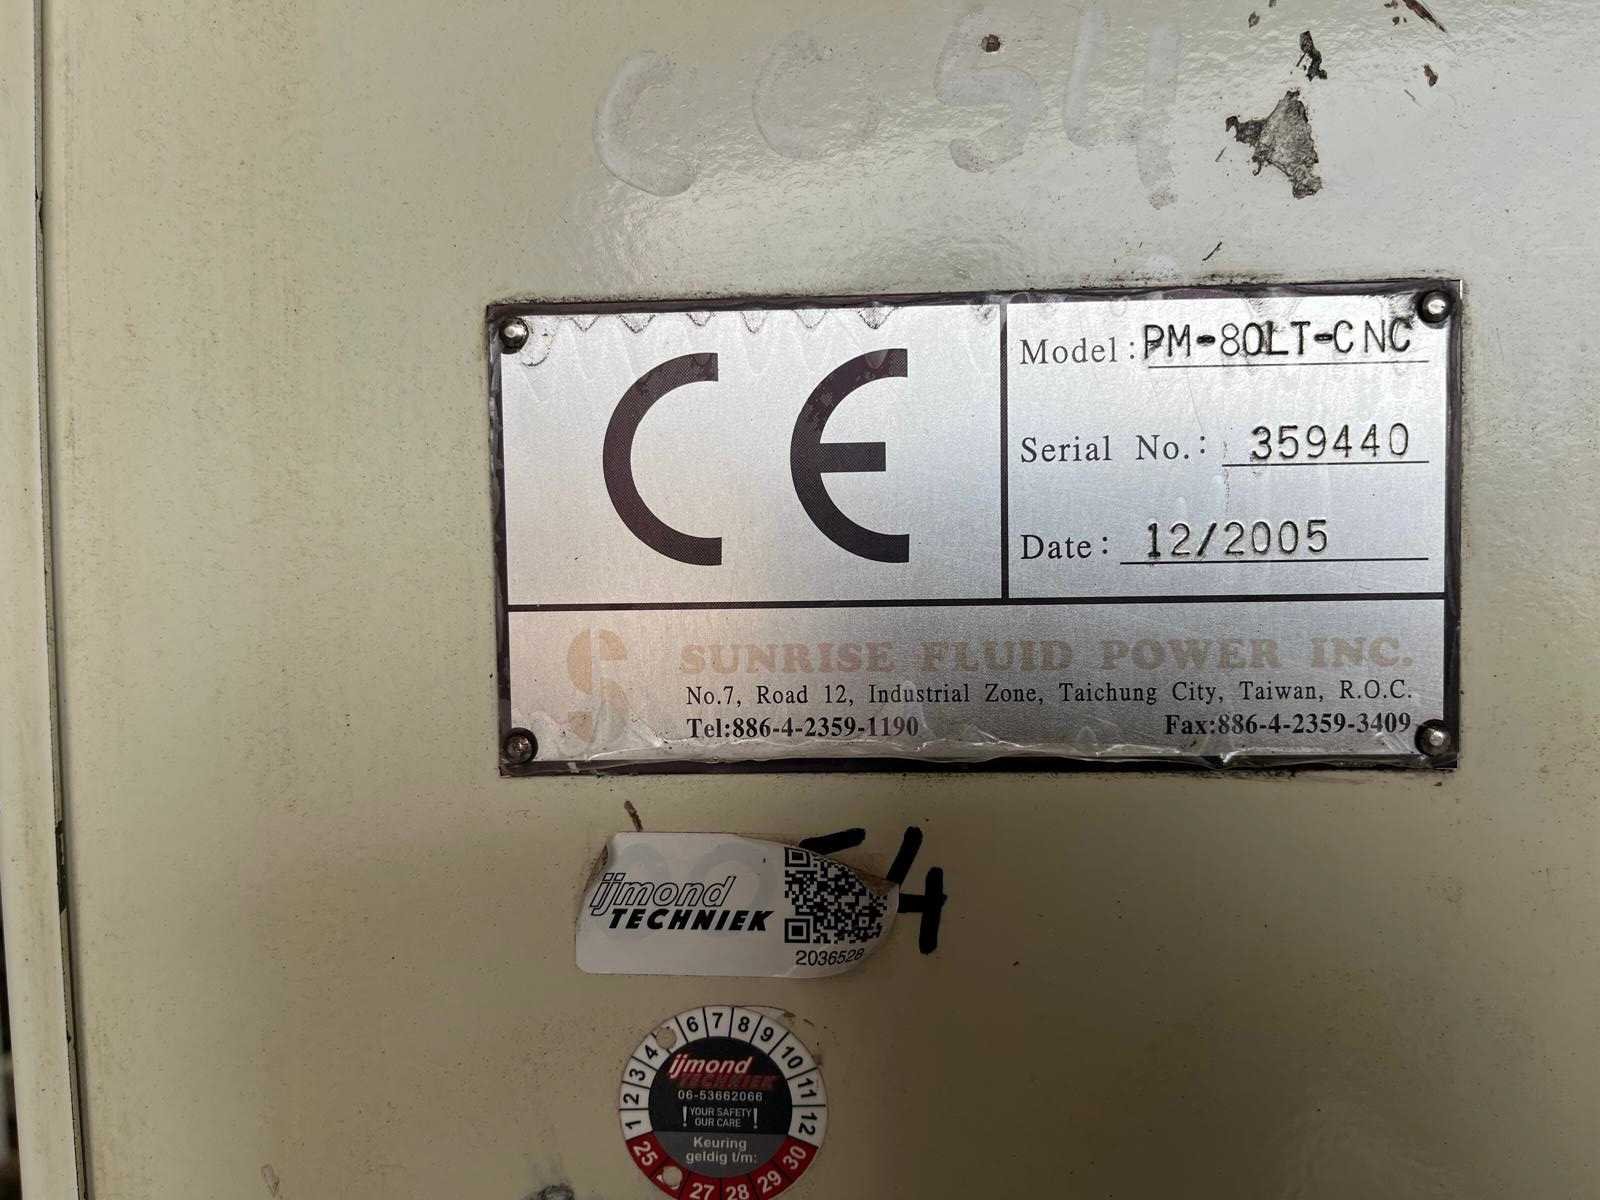 CC54
CE
Model: PM-80LT-CNC
Serial No.: 359440
Date: 12/2005
SUNRISE FLUID POWER INC.
No.7, Road 12, Industrial Zone, Taichung City, Taiwan, R.O.C.
Tel:886-4-2359-1190 Fax:886-4-2359-3409
ijmond
TECHNIEK
2036528
1 2 3 4 6 7 8 9 10 11 12
ijmond
TECHNIEK
06-53662066
! YOUR SAFETY !
OUR CARE
Keuring
geldig t/m:
25 27 28 29 30